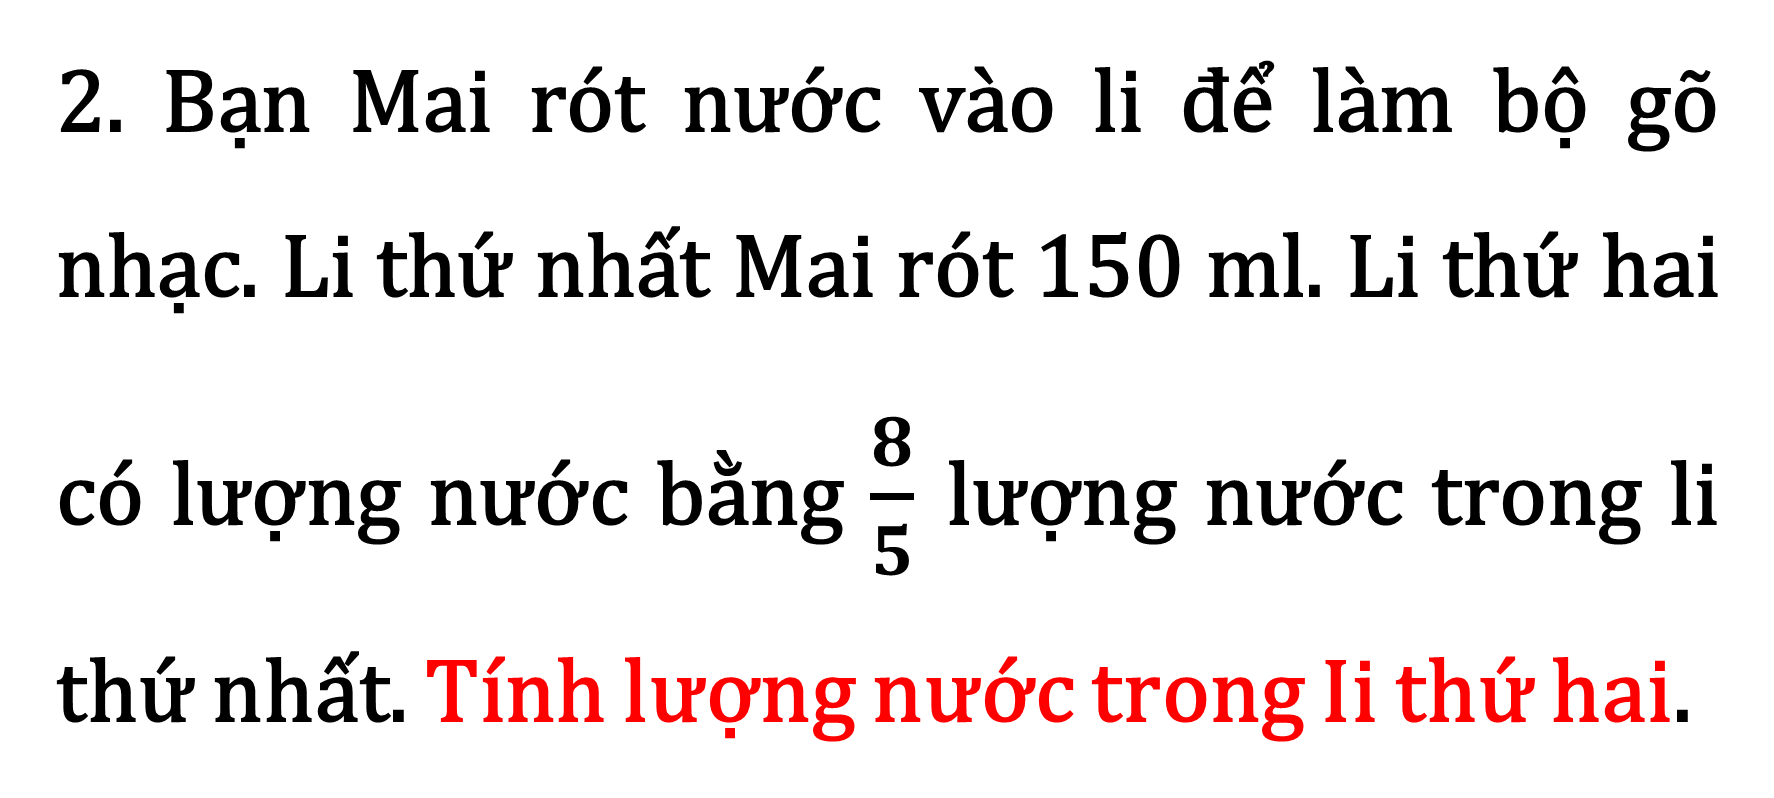 2. Bạn Mai rót nước vào li để làm bộ gõ
nhạc. Li thứ nhất Mai rót 150 ml. Li thứ hai
có lượng nước bằng 8/5 lượng nước trong li
thứ nhất. Tính lượng nước trong Ii thứ hai.